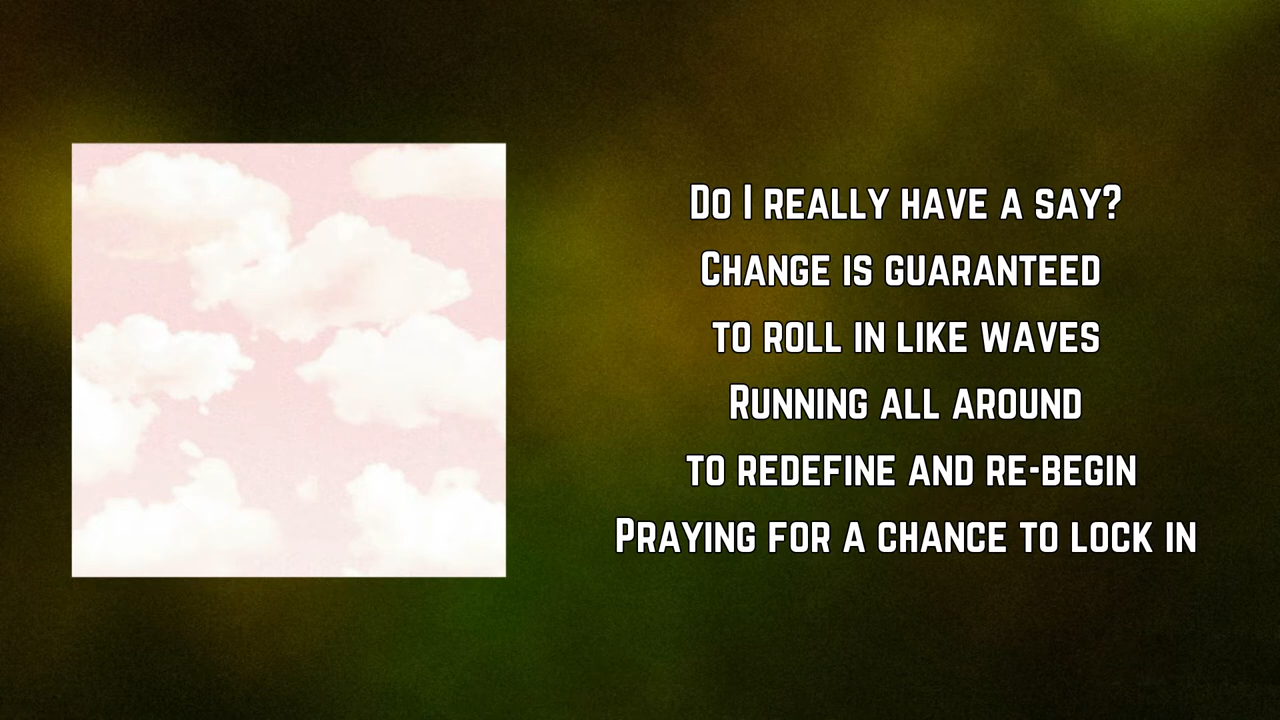 Do I really have a say?
Change is guaranteed
to roll in like waves
Running all around
to redefine and re-begin
Praying for a chance to lock in